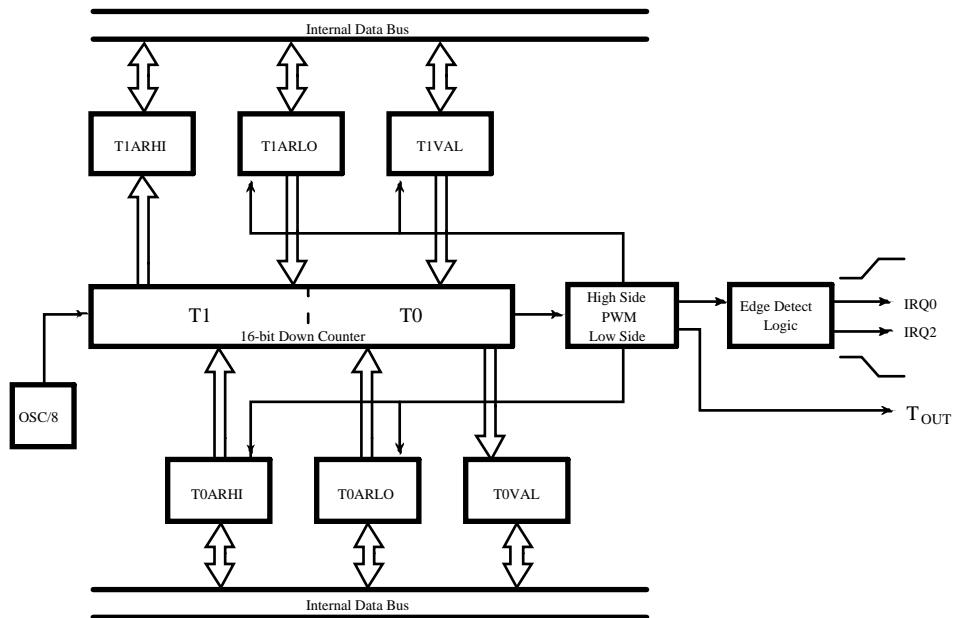 Internal Data Bus
T1ARHI
T1ARLO
T1VAL
T1
T0
16-bit Down Counter
High Side
PWM
Low Side
Edge Detect
Logic
IRQ0
IRQ2
OSC/8
TOUT
T0ARHI
T0ARLO
T0VAL
Internal Data Bus